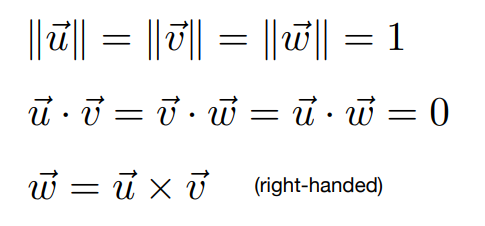 ‖u⃗‖ = ‖v⃗‖ = ‖w⃗‖ = 1
u⃗ · v⃗ = v⃗ · w⃗ = u⃗ · w⃗ = 0
w⃗ = u⃗ × v⃗ (right-handed)